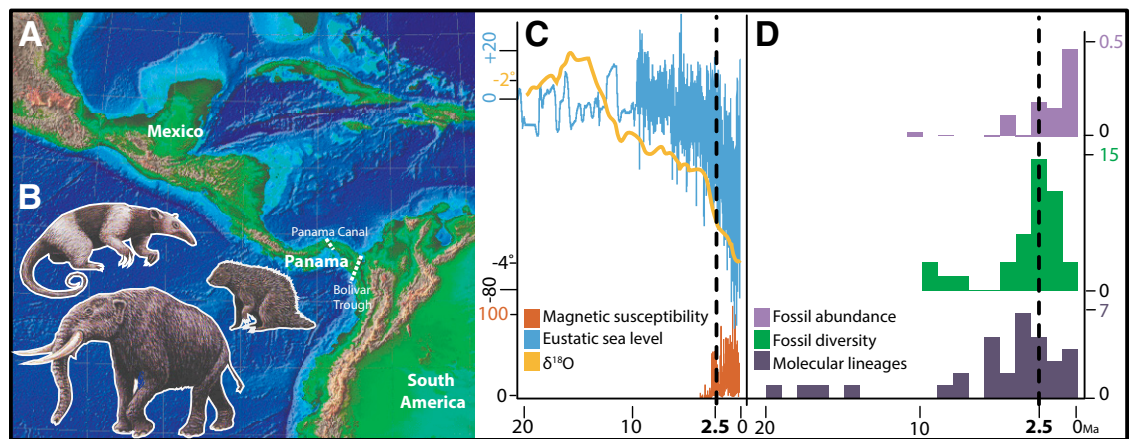 A
Mexico
B
Panama Canal
Panama
Bolivar
Trough
South
America
C
+20
-2°
0
-4°
-80
100
0
Magnetic susceptibility
Eustatic sea level
δ¹⁸O
20
10
2.5
0
D
0.5
0
15
0
7
0
Fossil abundance
Fossil diversity
Molecular lineages
20
10
2.5
0Ma